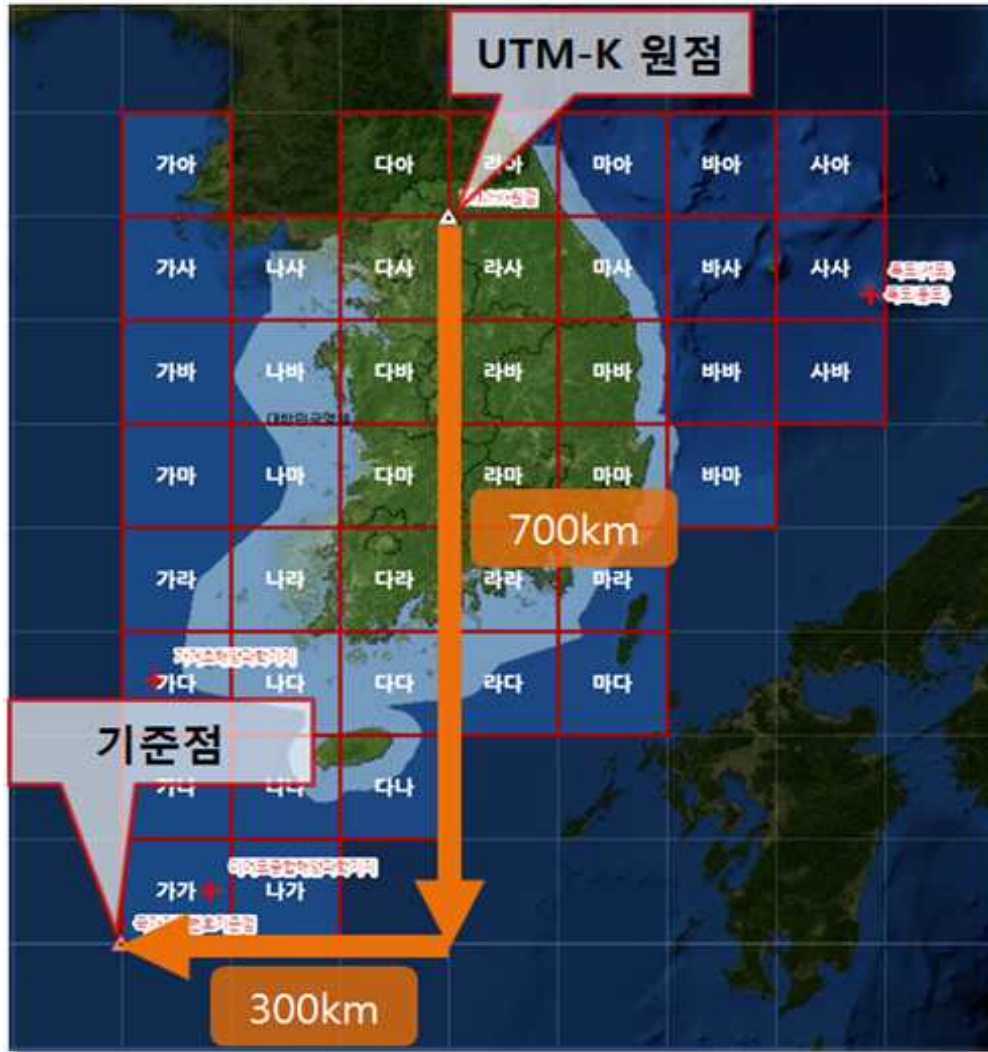 UTM-K 원점
가아
다아
라아
마아
바아
사아
가사
나사
다사
라사
마사
바사
사사
가바
나바
다바
라바
마바
바바
사바
가마
나마
다마
라마
마마
바마
700km
가라
나라
다라
라라
마라
가다
나다
다다
라다
마다
기준점
가나
나나
다나
가가
나가
300km